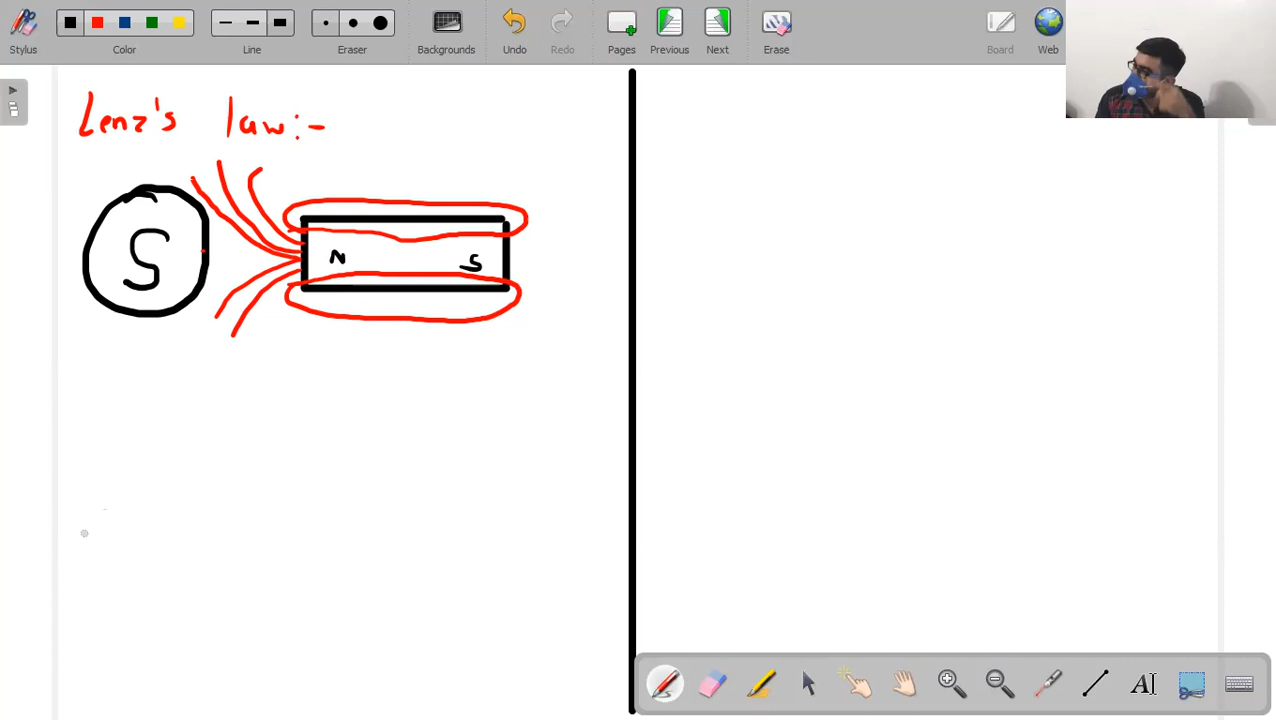 Stylus Color Line Eraser Backgrounds Undo Redo Pages Previous Next Erase Board Web
Lenz's law:-
S N S